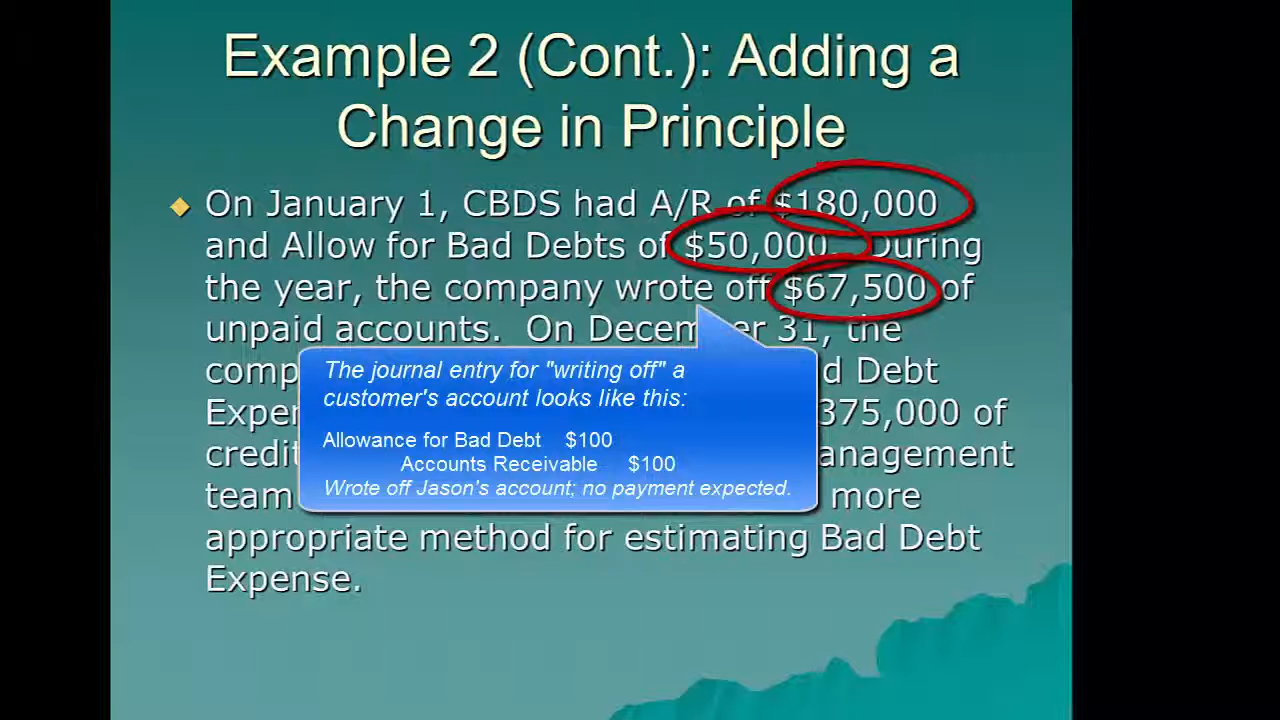 Example 2 (Cont.): Adding a
Change in Principle
On January 1, CBDS had A/R of $180,000
and Allow for Bad Debts of $50,000. During
the year, the company wrote off $67,500 of
unpaid accounts. On December 31, the
comp d Debt
Expen 375,000 of
credit anagement
team more
appropriate method for estimating Bad Debt
Expense.
The journal entry for "writing off" a
customer's account looks like this:
Allowance for Bad Debt $100
Accounts Receivable $100
Wrote off Jason's account; no payment expected.